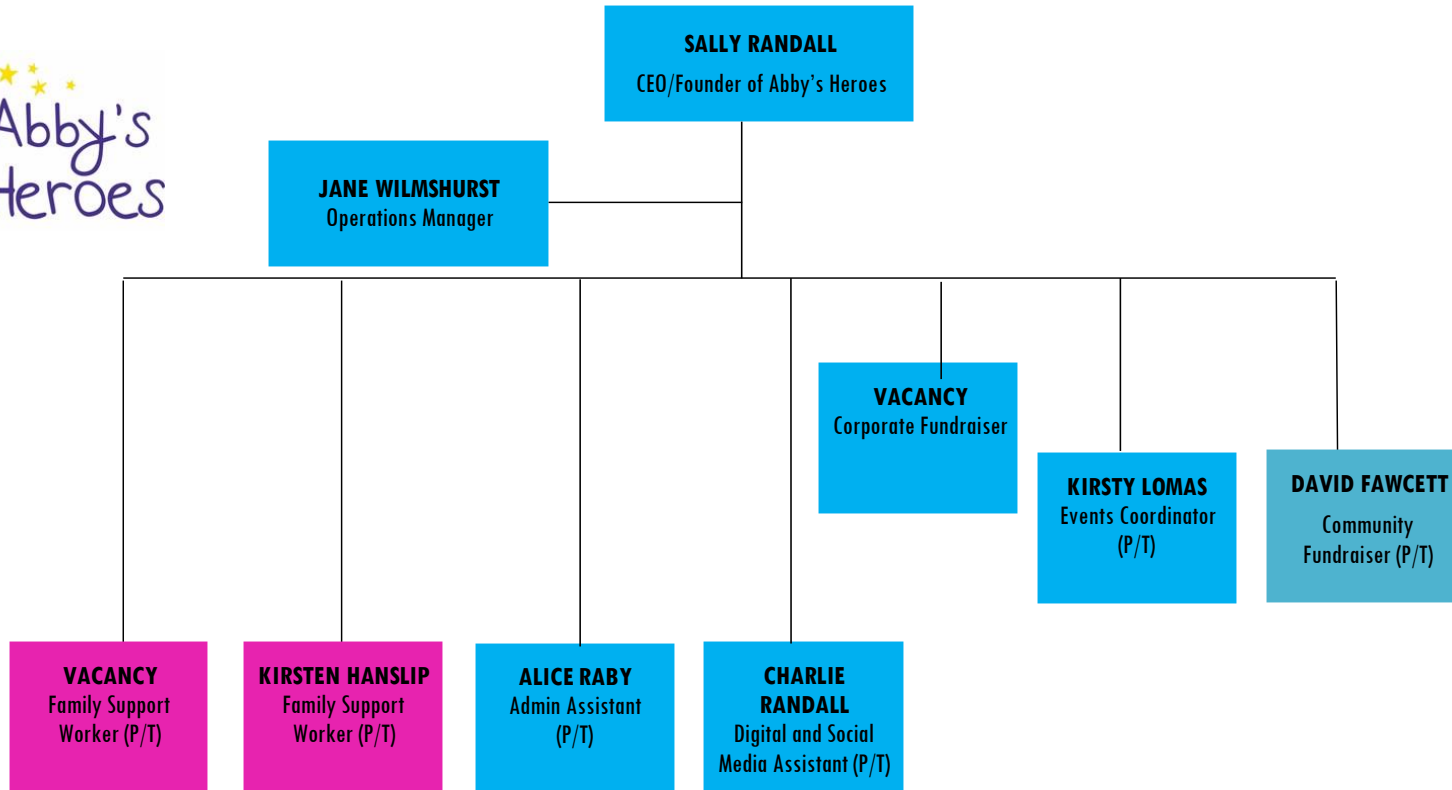 SALLY RANDALL
CEO/Founder of Abby's Heroes
Abby's
Heroes
JANE WILMSHURST
Operations Manager
VACANCY
Corporate Fundraiser
KIRSTY LOMAS
Events Coordinator
(P/T)
DAVID FAWCETT
Community
Fundraiser (P/T)
VACANCY
Family Support
Worker (P/T)
KIRSTEN HANSLIP
Family Support
Worker (P/T)
ALICE RABY
Admin Assistant
(P/T)
CHARLIE
RANDALL
Digital and Social
Media Assistant (P/T)